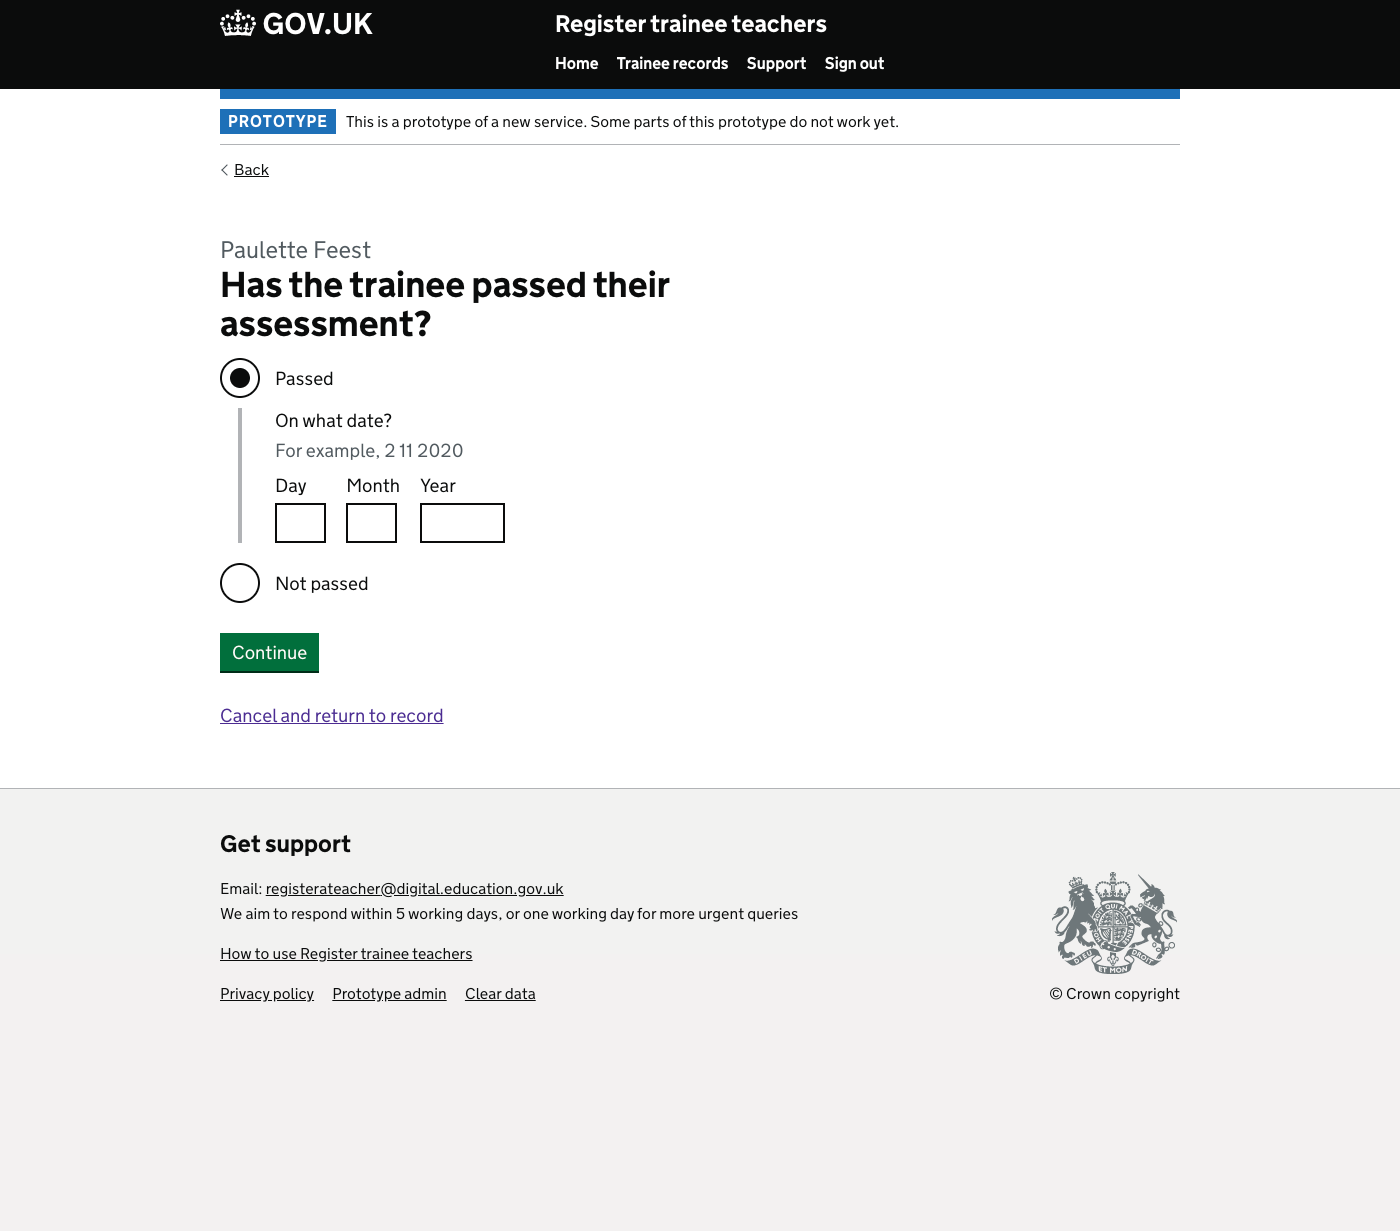 GOV.UK
Register trainee teachers
Home Trainee records Support Sign out
PROTOTYPE This is a prototype of a new service. Some parts of this prototype do not work yet.
Back
Paulette Feest
Has the trainee passed their
assessment?
Passed
On what date?
For example, 2 11 2020
Day Month Year
Not passed
Continue
Cancel and return to record
Get support
Email: registerateacher@digital.education.gov.uk
We aim to respond within 5 working days, or one working day for more urgent queries
How to use Register trainee teachers
Privacy policy Prototype admin Clear data
DIEU ET MON DROIT
© Crown copyright